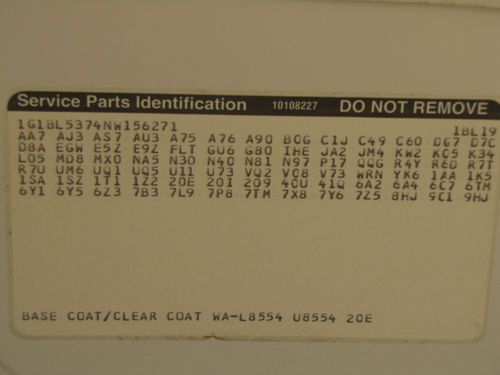 Service Parts Identification 10108227 DO NOT REMOVE
1G1BL5374NW156271 1BL19
AA7 AJ3 AS7 AU3 A75 A76 A90 B0G C1J C49 C60 DG7 D7C
D8A EGW E5Z E9Z FLT GU6 G80 IHE JA2 JM4 KW2 KC5 K34
L05 MD8 MX0 NA5 N30 N40 N81 N97 P17 QQG R4Y R6D R7T
R7U UM6 UQ1 UQ5 U11 U73 VQ2 VC8 V73 WRN YK6 1AA 1K5
1SA 1SZ 1T1 1Z2 20E 20I 209 40U 41Q 6A2 6A4 6C7 6TM
6Y1 6Y5 6Z3 7B3 7L9 7P8 7TM 7X8 7Y6 7Z5 8HJ 9C1 9HJ
BASE COAT/CLEAR COAT WA-L8554 U8554 20E